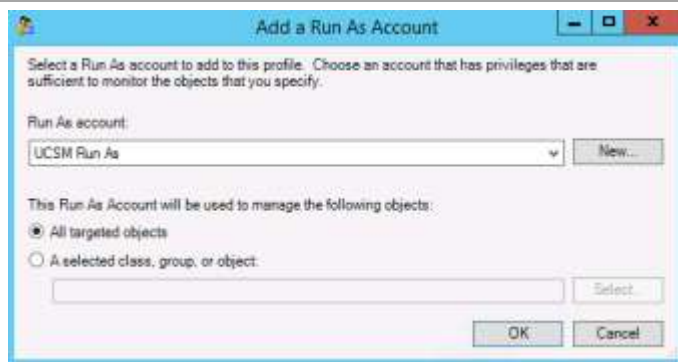 Add a Run As Account
Select a Run As account to add to this profile. Choose an account that has privileges that are
sufficient to monitor the objects that you specify.
Run As account:
UCSM Run As
New...
This Run As Account will be used to manage the following objects:
All targeted objects
A selected class, group, or object:
Select...
OK
Cancel